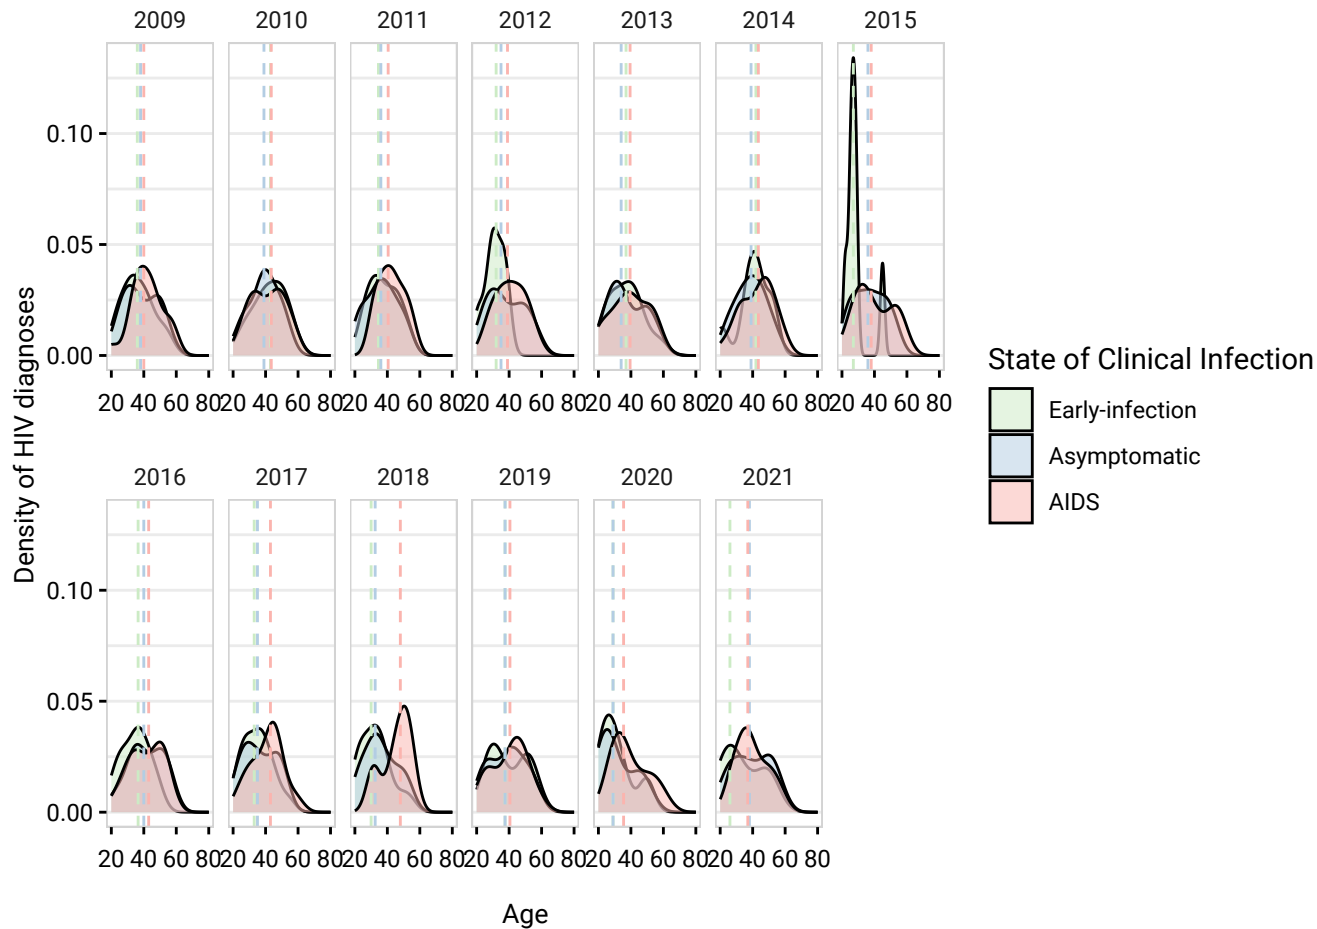 2009 2010 2011 2012 2013 2014 2015
0.10
0.05
0.00
20 40 60 80 20 40 60 80 20 40 60 80 20 40 60 80 20 40 60 80 20 40 60 80 20 40 60 80
2016 2017 2018 2019 2020 2021
0.10
0.05
0.00
20 40 60 80 20 40 60 80 20 40 60 80 20 40 60 80 20 40 60 80 20 40 60 80
Age
Density of HIV diagnoses
State of Clinical Infection
Early-infection
Asymptomatic
AIDS